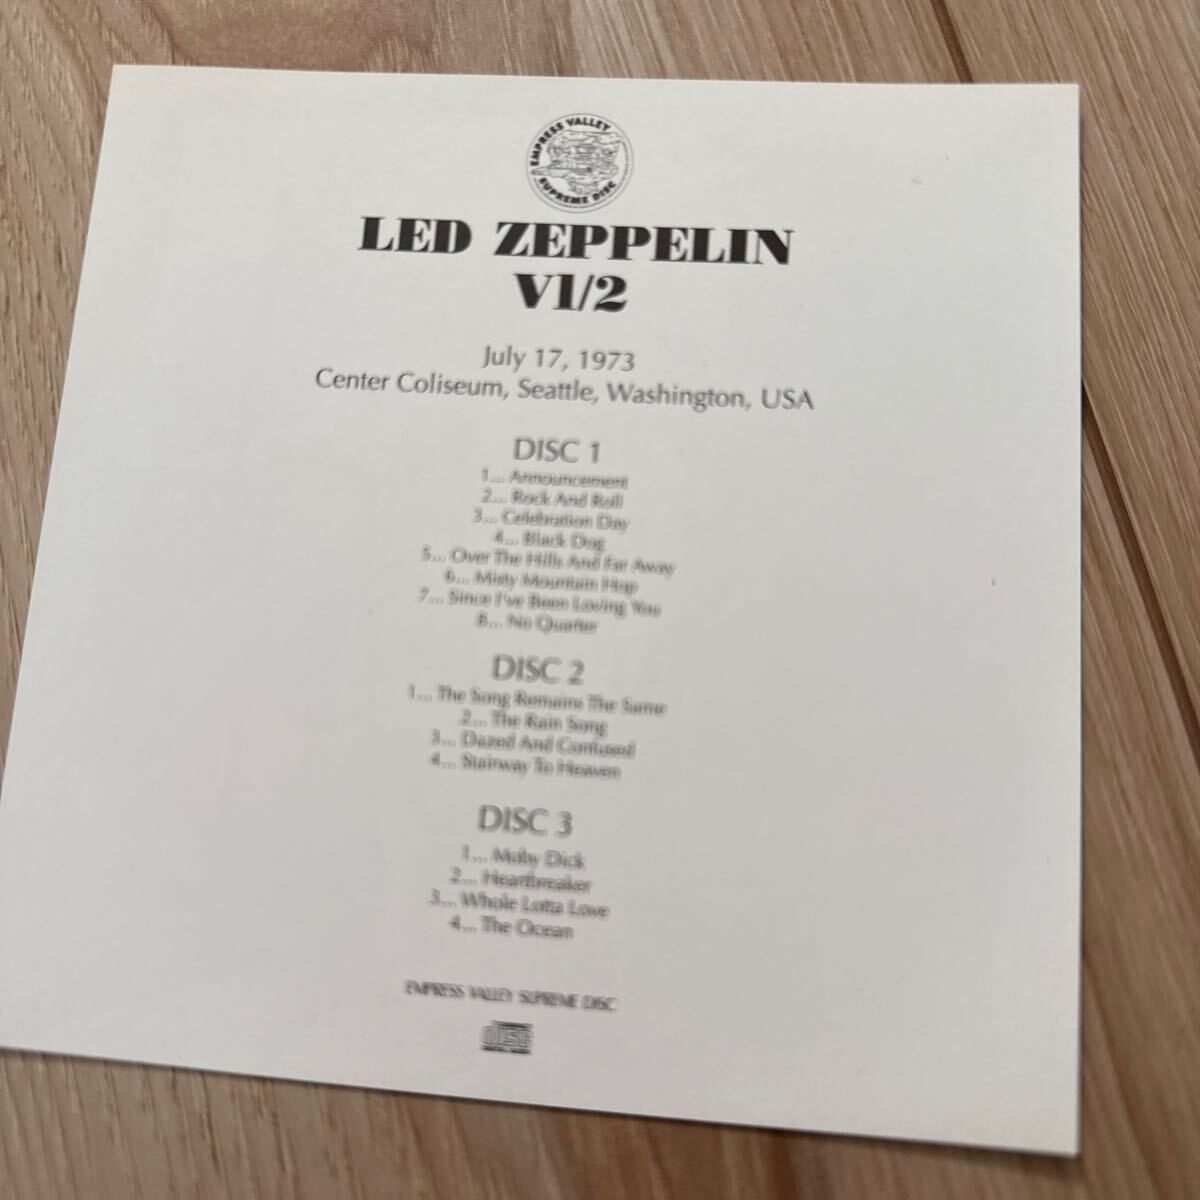 EMPRESS VALLEY
SUPREME DISC
LED ZEPPELIN
V1/2
July 17, 1973
Center Coliseum, Seattle, Washington, USA
DISC 1
1... Announcement
2... Rock And Roll
3... Celebration Day
4... Black Dog
5... Over The Hills And Far Away
6... Misty Mountain Hop
7... Since I've Been Loving You
8... No Quarter
DISC 2
1... The Song Remains The Same
2... The Rain Song
3... Dazed And Confused
4... Stairway To Heaven
DISC 3
1... Moby Dick
2... Heartbreaker
3... Whole Lotta Love
4... The Ocean
EMPRESS VALLEY SUPREME DISC
disc